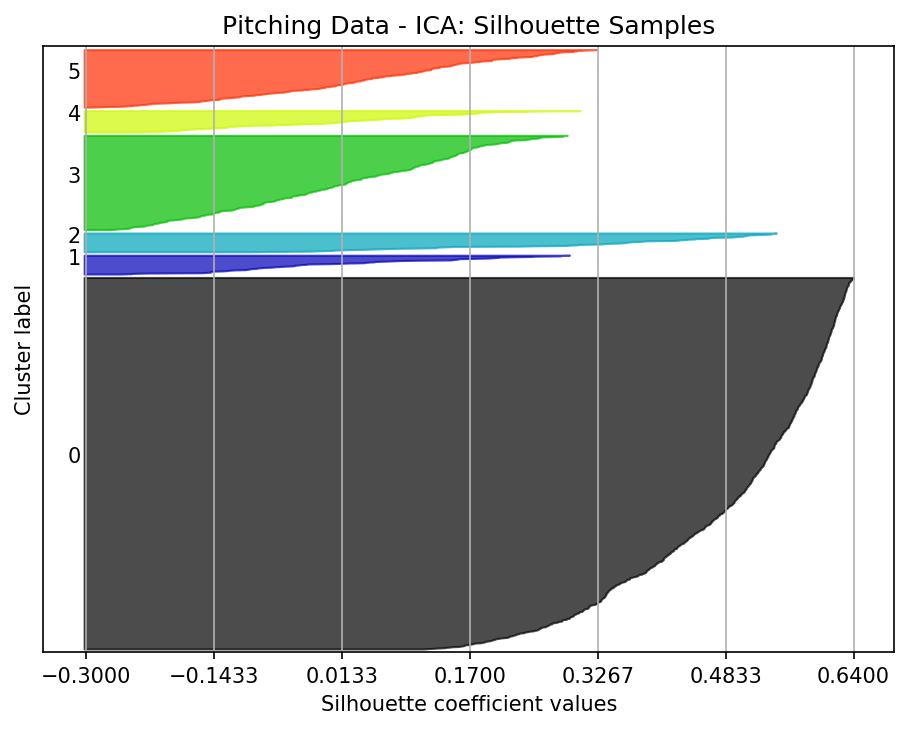 Pitching Data - ICA: Silhouette Samples
5
4
3
2
1
0
Cluster label
−0.3000 −0.1433 0.0133 0.1700 0.3267 0.4833 0.6400
Silhouette coefficient values